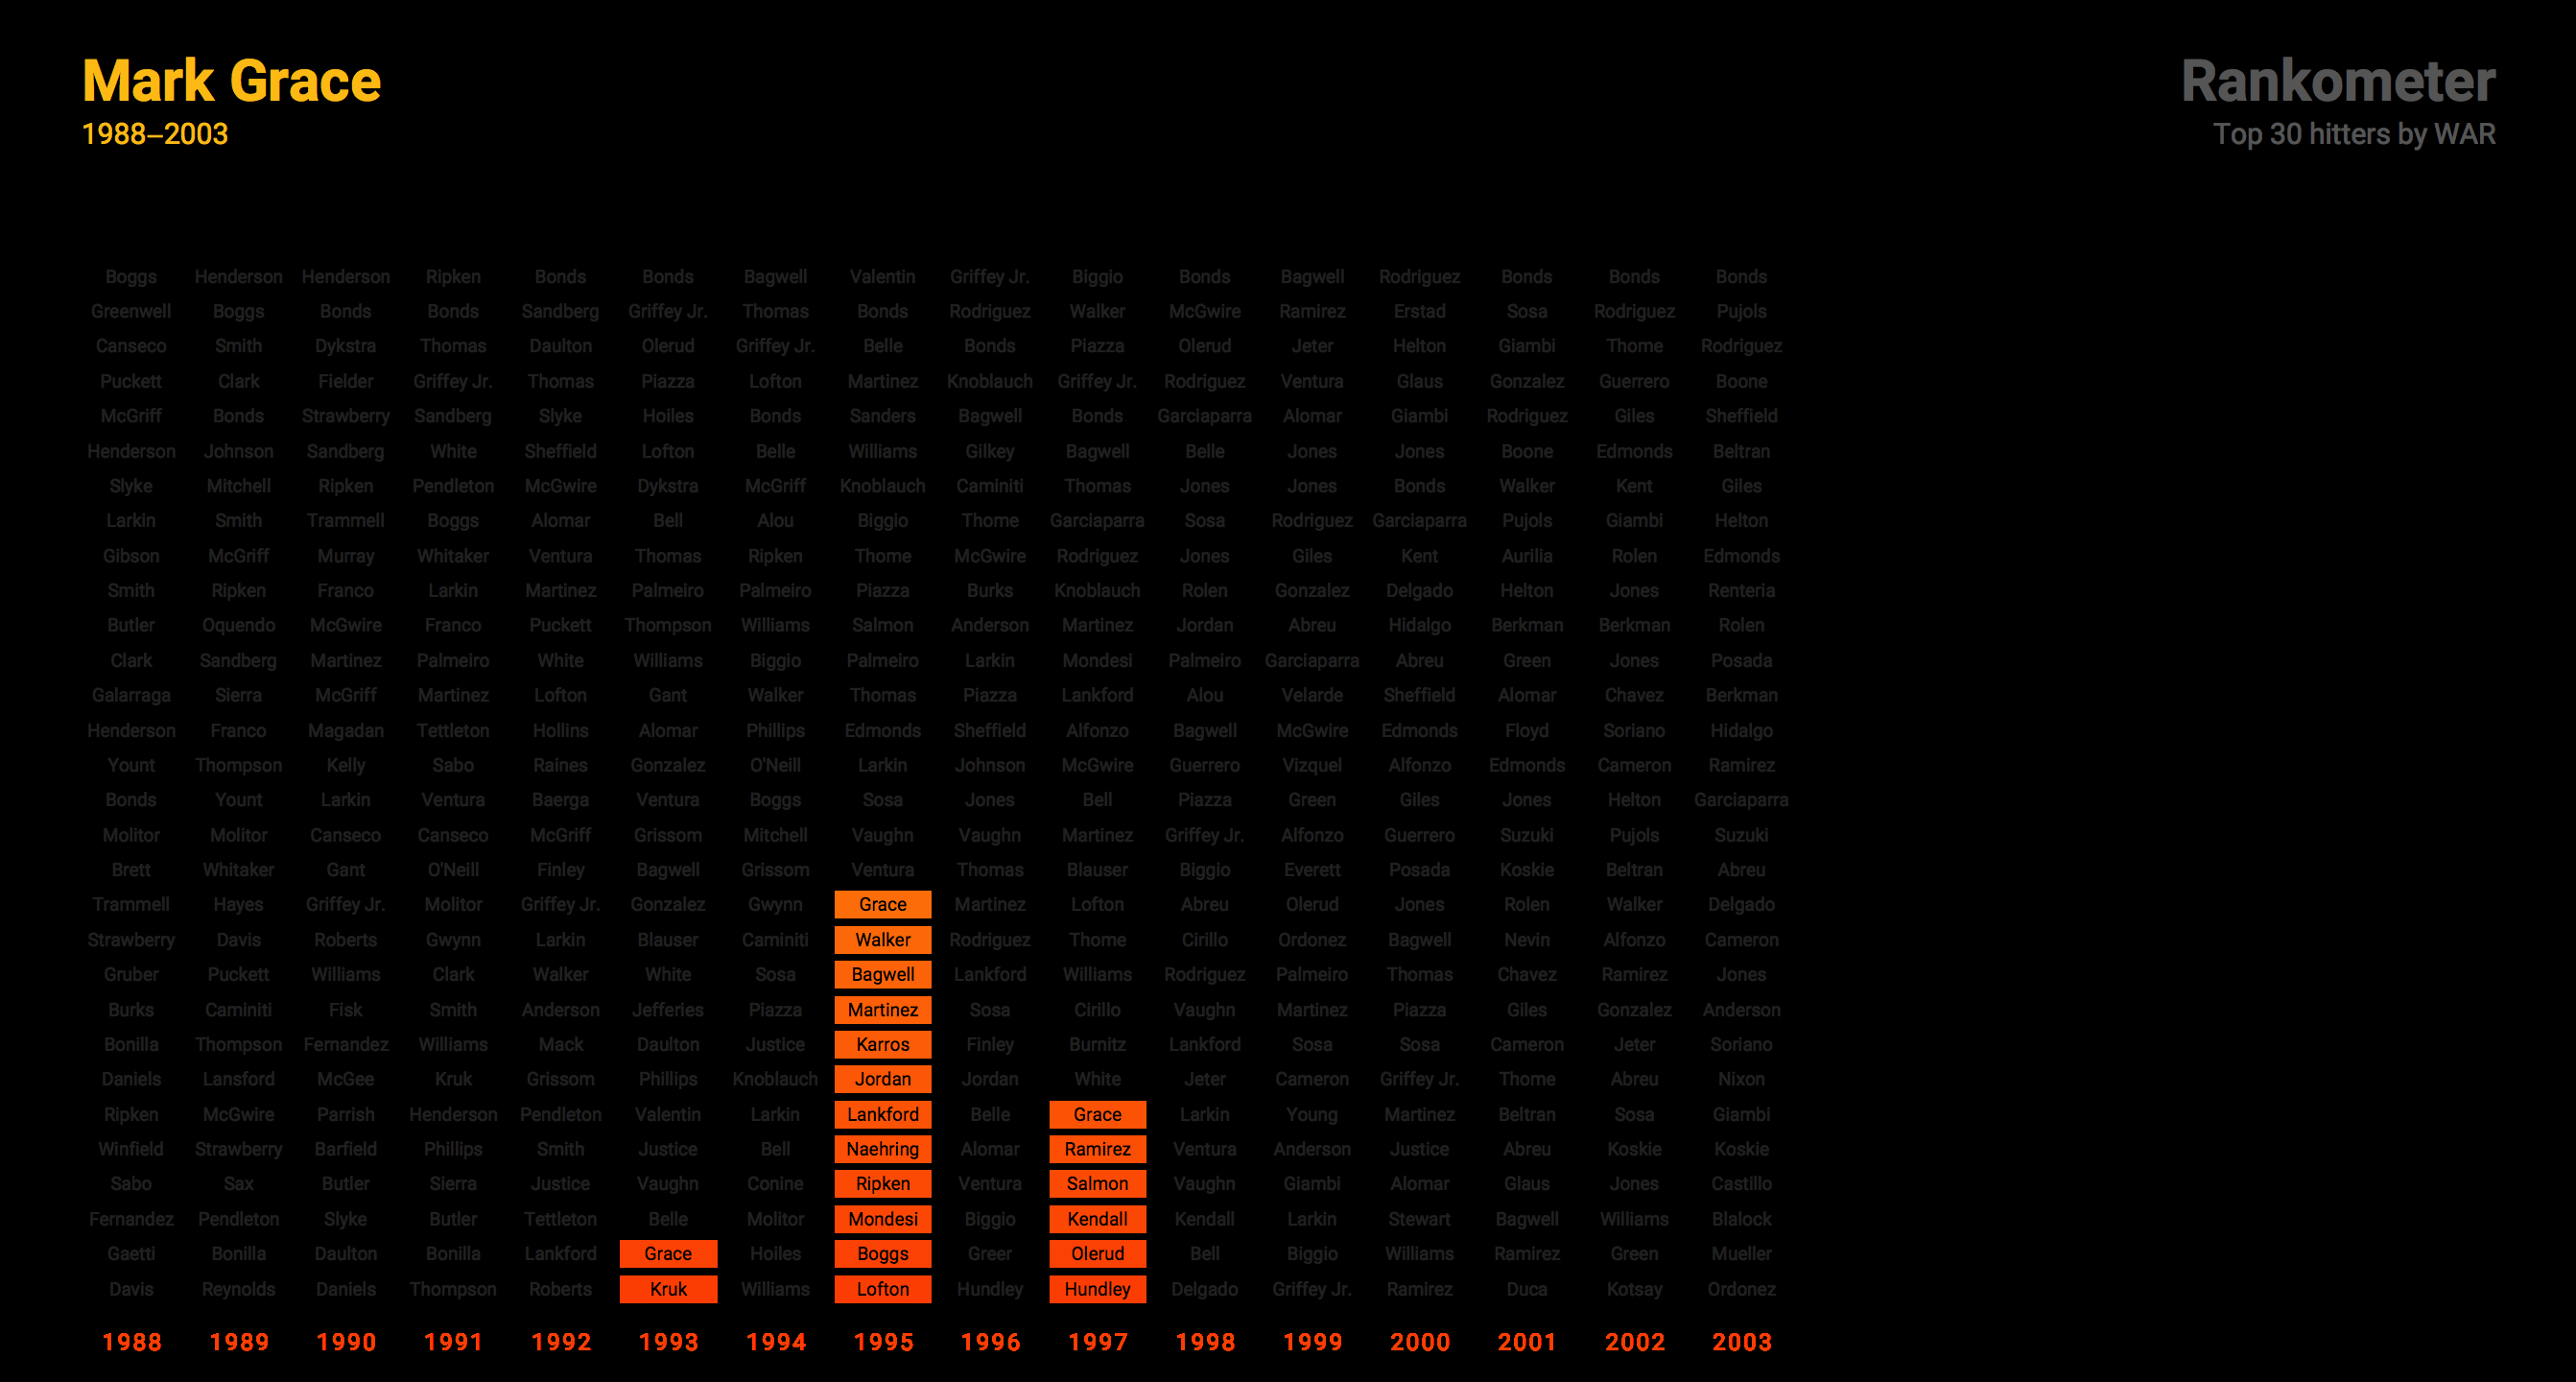 Mark Grace
1988–2003
Rankometer
Top 30 hitters by WAR
Boggs Henderson Henderson Ripken Bonds Bonds Bagwell Valentin Griffey Jr. Biggio Bonds Bagwell Rodriguez Bonds Bonds Bonds
Greenwell Boggs Bonds Bonds Sandberg Griffey Jr. Thomas Bonds Rodriguez Walker McGwire Ramirez Erstad Sosa Rodriguez Pujols
Canseco Smith Dykstra Thomas Daulton Olerud Griffey Jr. Belle Bonds Piazza Olerud Jeter Helton Giambi Thome Rodriguez
Puckett Clark Fielder Griffey Jr. Thomas Piazza Lofton Martinez Knoblauch Griffey Jr. Rodriguez Ventura Glaus Gonzalez Guerrero Boone
McGriff Bonds Strawberry Sandberg Slyke Hoiles Bonds Sanders Bagwell Bonds Garciaparra Alomar Giambi Rodriguez Giles Sheffield
Henderson Johnson Sandberg White Sheffield Lofton Belle Williams Gilkey Bagwell Belle Jones Jones Boone Edmonds Beltran
Slyke Mitchell Ripken Pendleton McGwire Dykstra McGriff Knoblauch Caminiti Thomas Jones Jones Bonds Walker Kent Giles
Larkin Smith Trammell Boggs Alomar Bell Alou Biggio Thome Garciaparra Sosa Rodriguez Garciaparra Pujols Giambi Helton
Gibson McGriff Murray Whitaker Ventura Thomas Ripken Thome McGwire Rodriguez Jones Giles Kent Aurilia Rolen Edmonds
Smith Ripken Franco Larkin Martinez Palmeiro Palmeiro Piazza Burks Knoblauch Rolen Gonzalez Delgado Helton Jones Renteria
Butler Oquendo McGwire Franco Puckett Thompson Williams Salmon Anderson Martinez Jordan Abreu Hidalgo Berkman Berkman Rolen
Clark Sandberg Martinez Palmeiro White Williams Biggio Palmeiro Larkin Mondesi Palmeiro Garciaparra Abreu Green Jones Posada
Galarraga Sierra McGriff Martinez Lofton Gant Walker Thomas Piazza Lankford Alou Velarde Sheffield Alomar Chavez Berkman
Henderson Franco Magadan Tettleton Hollins Alomar Phillips Edmonds Sheffield Alfonzo Bagwell McGwire Edmonds Floyd Soriano Hidalgo
Yount Thompson Kelly Sabo Raines Gonzalez O'Neill Larkin Johnson McGwire Guerrero Vizquel Alfonzo Edmonds Cameron Ramirez
Bonds Yount Larkin Ventura Baerga Ventura Boggs Sosa Jones Bell Piazza Green Giles Jones Helton Garciaparra
Molitor Molitor Canseco Canseco McGriff Grissom Mitchell Vaughn Vaughn Martinez Griffey Jr. Alfonzo Guerrero Suzuki Pujols Suzuki
Brett Whitaker Gant O'Neill Finley Bagwell Grissom Ventura Thomas Blauser Biggio Everett Posada Koskie Beltran Abreu
Trammell Hayes Griffey Jr. Molitor Griffey Jr. Gonzalez Gwynn Grace Martinez Lofton Abreu Olerud Jones Rolen Walker Delgado
Strawberry Davis Roberts Gwynn Larkin Blauser Caminiti Walker Rodriguez Thome Cirillo Ordonez Bagwell Nevin Alfonzo Cameron
Gruber Puckett Williams Clark Walker White Sosa Bagwell Lankford Williams Rodriguez Palmeiro Thomas Chavez Ramirez Jones
Burks Caminiti Fisk Smith Anderson Jefferies Piazza Martinez Sosa Cirillo Vaughn Martinez Piazza Giles Gonzalez Anderson
Bonilla Thompson Fernandez Williams Mack Daulton Justice Karros Finley Burnitz Lankford Sosa Sosa Cameron Jeter Soriano
Daniels Lansford McGee Kruk Grissom Phillips Knoblauch Jordan Jordan White Jeter Cameron Griffey Jr. Thome Abreu Nixon
Ripken McGwire Parrish Henderson Pendleton Valentin Larkin Lankford Belle Grace Larkin Young Martinez Beltran Sosa Giambi
Winfield Strawberry Barfield Phillips Smith Justice Bell Naehring Alomar Ramirez Ventura Anderson Justice Abreu Koskie Koskie
Sabo Sax Butler Sierra Justice Vaughn Conine Ripken Ventura Salmon Vaughn Giambi Alomar Glaus Jones Castillo
Fernandez Pendleton Slyke Butler Tettleton Belle Molitor Mondesi Biggio Kendall Kendall Larkin Stewart Bagwell Williams Blalock
Gaetti Bonilla Daulton Bonilla Lankford Grace Hoiles Boggs Greer Olerud Bell Biggio Williams Ramirez Green Mueller
Davis Reynolds Daniels Thompson Roberts Kruk Williams Lofton Hundley Hundley Delgado Griffey Jr. Ramirez Duca Kotsay Ordonez
1988 1989 1990 1991 1992 1993 1994 1995 1996 1997 1998 1999 2000 2001 2002 2003